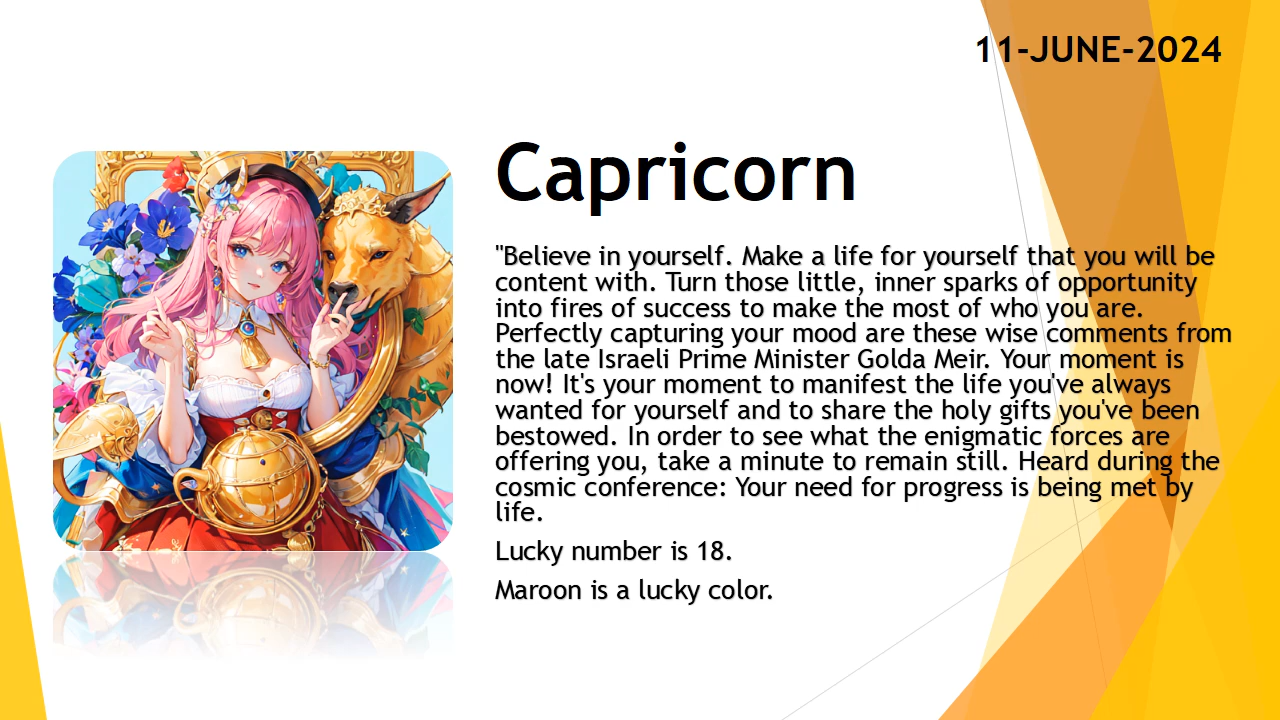 11-JUNE-2024
Capricorn
"Believe in yourself. Make a life for yourself that you will be
content with. Turn those little, inner sparks of opportunity
into fires of success to make the most of who you are.
Perfectly capturing your mood are these wise comments from
the late Israeli Prime Minister Golda Meir. Your moment is
now! It's your moment to manifest the life you've always
wanted for yourself and to share the holy gifts you've been
bestowed. In order to see what the enigmatic forces are
offering you, take a minute to remain still. Heard during the
cosmic conference: Your need for progress is being met by
life.
Lucky number is 18.
Maroon is a lucky color.